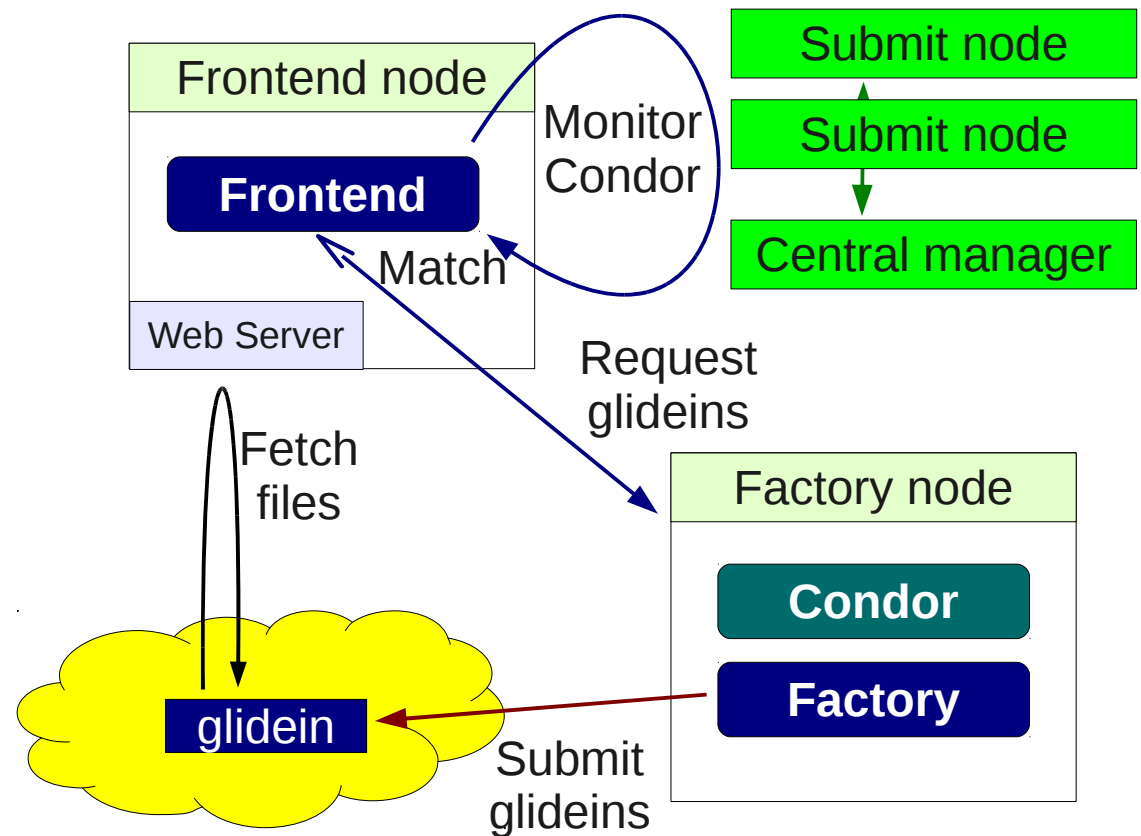 Submit node
Frontend node
Monitor
Condor
Submit node
Frontend
Match
Central manager
Web Server
Request
glideins
Fetch
files
Factory node
Condor
Factory
glidein
Submit
glideins